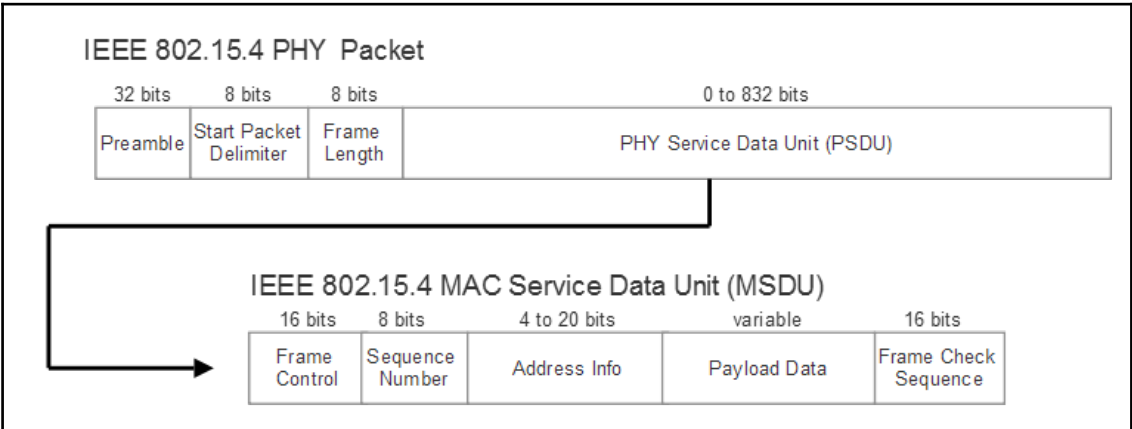 IEEE 802.15.4 PHY Packet
32 bits 8 bits 8 bits 0 to 832 bits
Preamble
Start Packet
Delimiter
Frame
Length
PHY Service Data Unit (PSDU)
IEEE 802.15.4 MAC Service Data Unit (MSDU)
16 bits 8 bits 4 to 20 bits variable 16 bits
Frame
Control
Sequence
Number
Address Info
Payload Data
Frame Check
Sequence